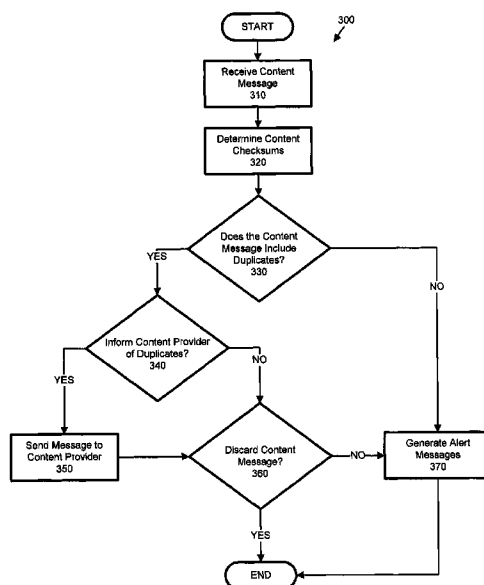 START
300
Receive Content
Message
310
Determine Content
Checksums
320
Does the Content
Message Include
Duplicates?
330
YES
NO
Inform Content Provider
of Duplicates?
340
YES
NO
Send Message to
Content Provider
350
Discard Content
Message?
360
NO
Generate Alert
Messages
370
YES
END